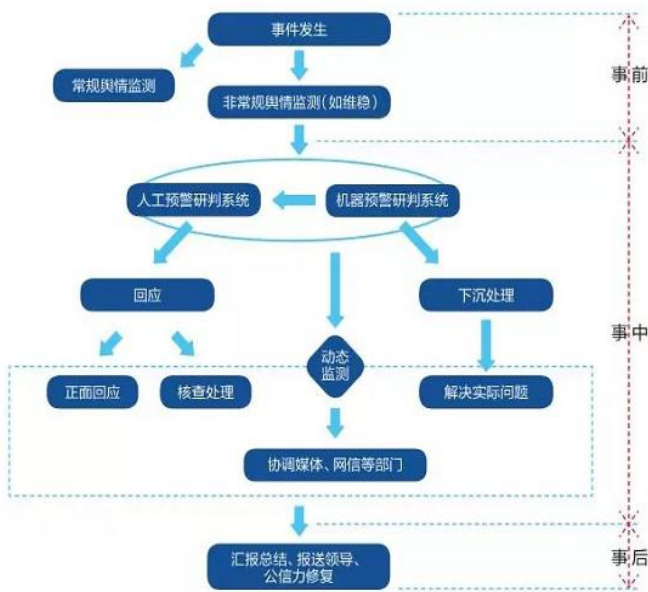 事件发生
常规舆情监测
事前
非常规舆情监测（如维稳）
人工预警研判系统
机器预警研判系统
回应
下沉处理
事中
动态
监测
正面回应
核查处理
解决实际问题
协调媒体、网信等部门
汇报总结、报送领导、
公信力修复
事后